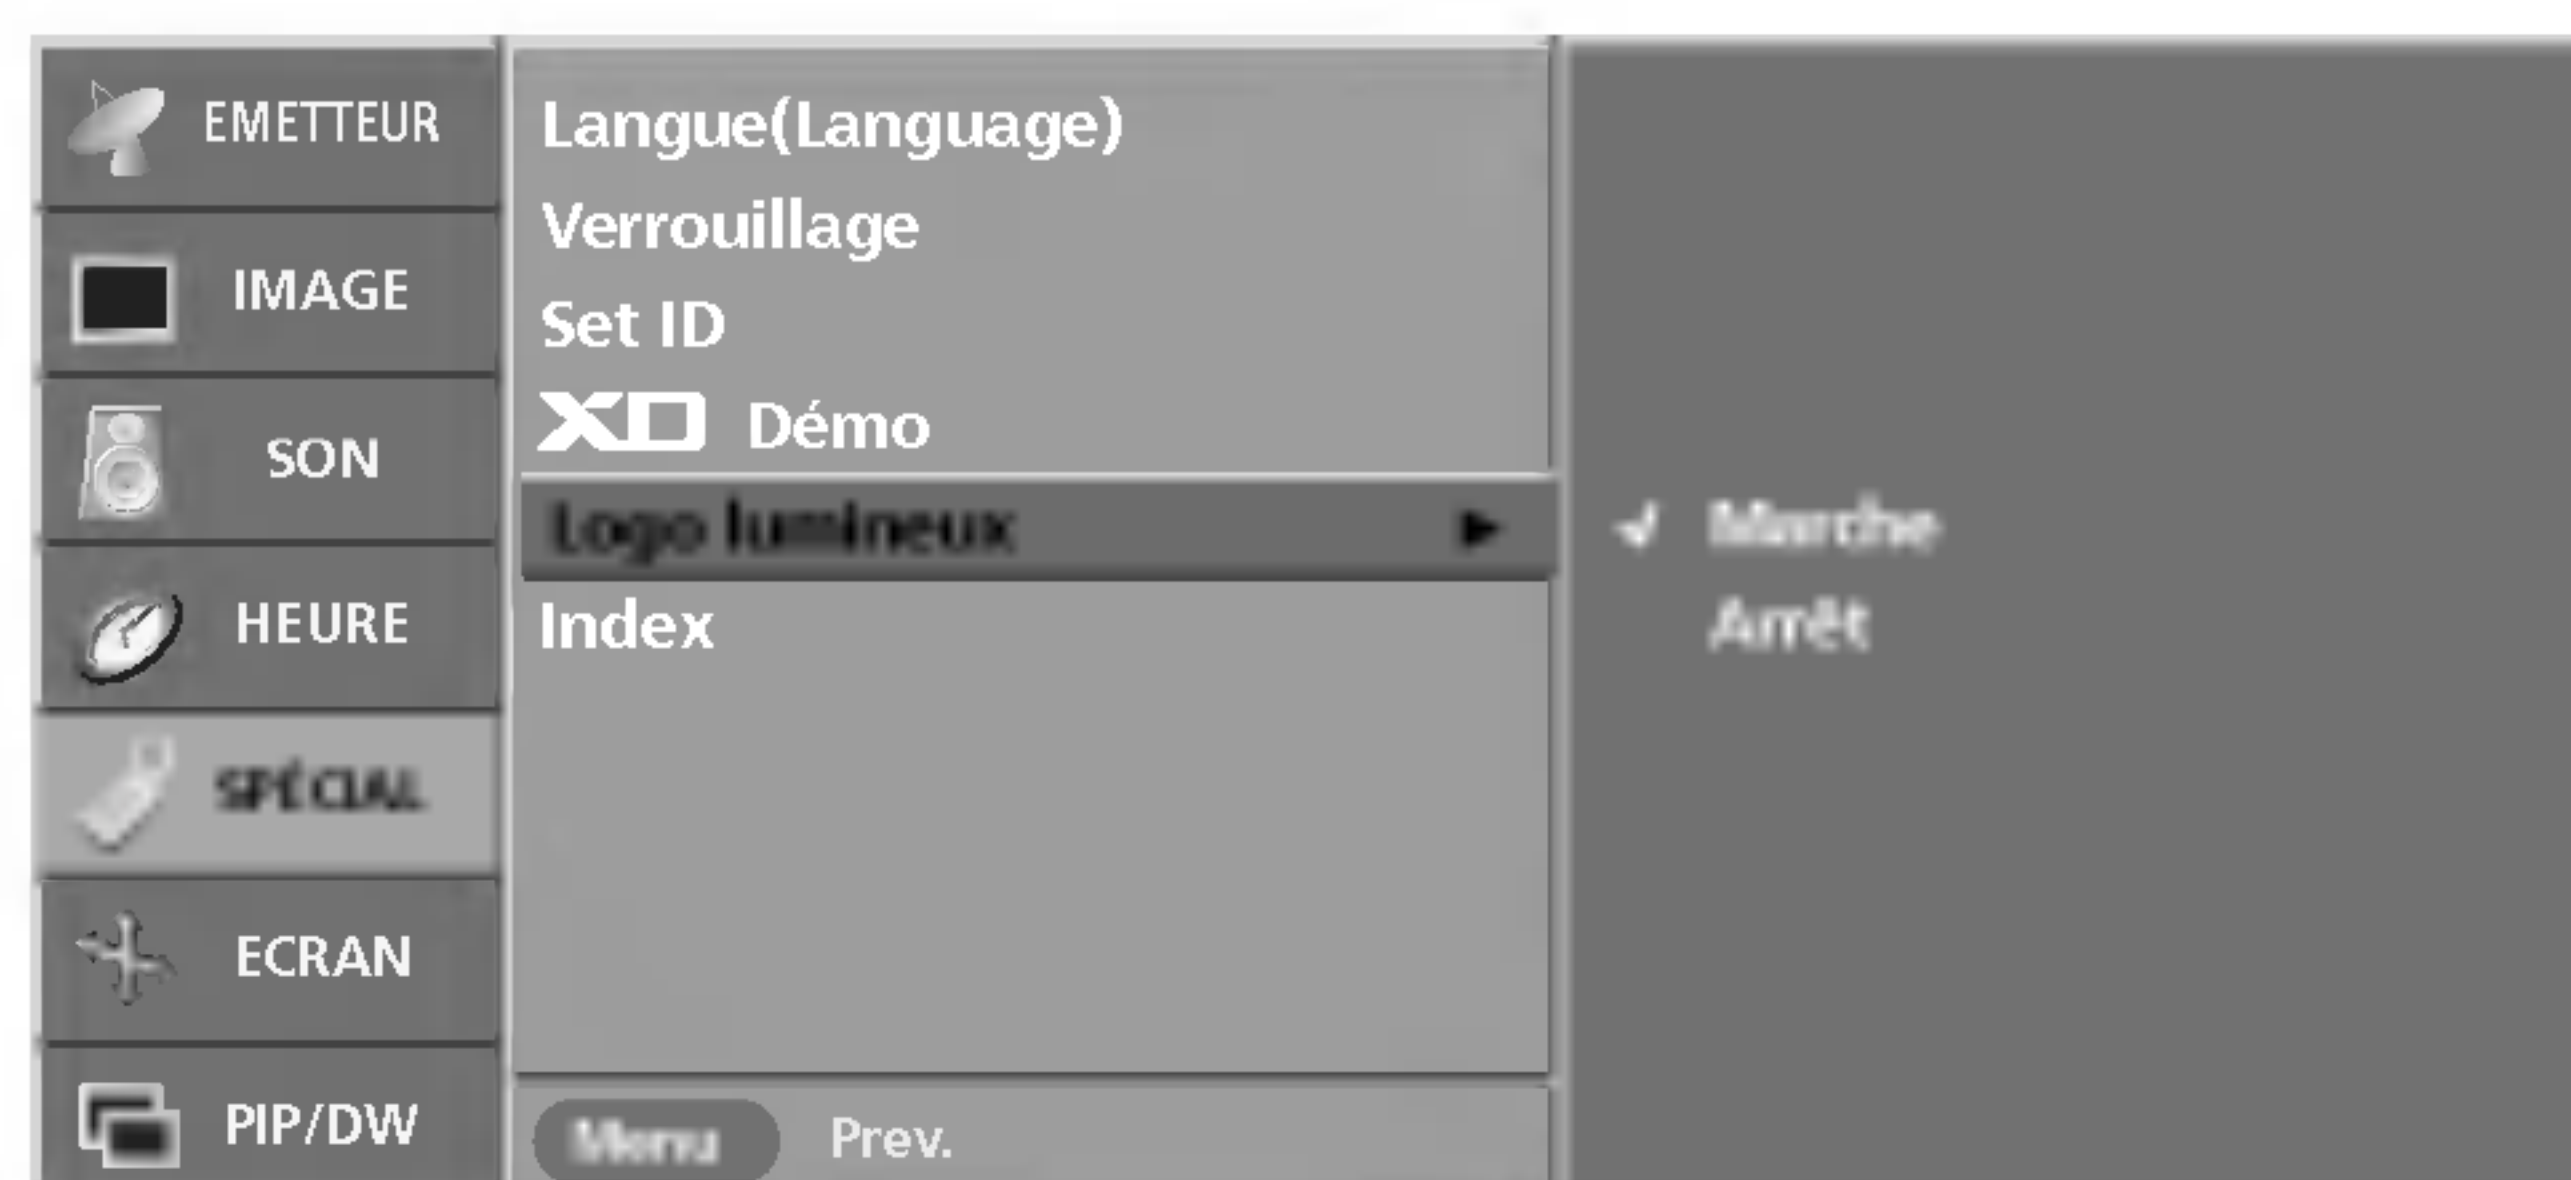 EMETTEUR
IMAGE
SON
HEURE
SPÉCIAL
ECRAN
PIP/DW
Langue(Language)
Verrouillage
Set ID
XD Démo
Logo lumineux
Index
Menu Prev.
Marche
Arrêt